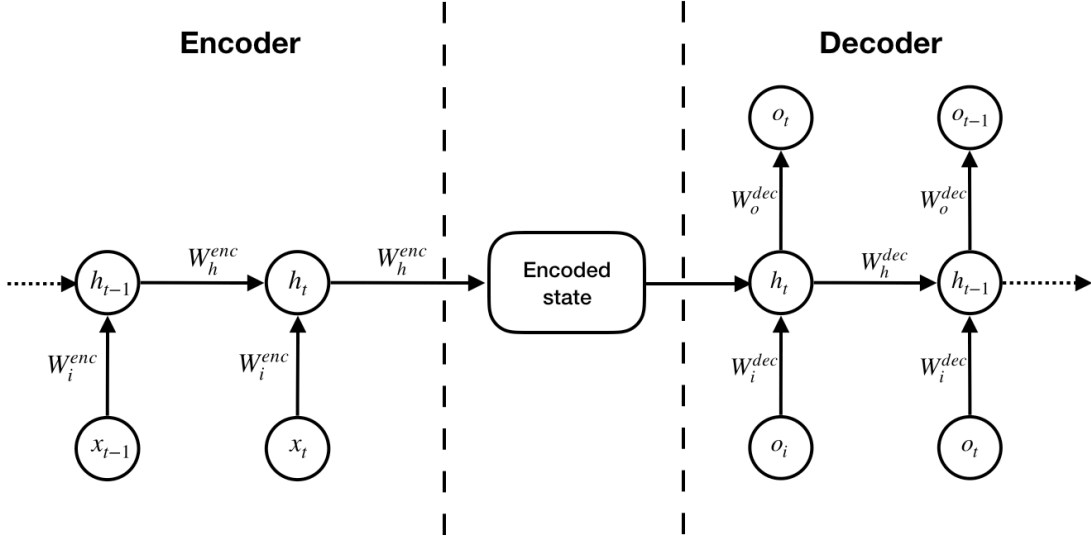 Encoder
Decoder
o_t
o_{t-1}
W_o^{dec}
W_o^{dec}
W_h^{enc}
W_h^{enc}
W_h^{dec}
h_{t-1}
h_t
Encoded
state
h_t
h_{t-1}
W_i^{enc}
W_i^{enc}
W_i^{dec}
W_i^{dec}
x_{t-1}
x_t
o_i
o_t